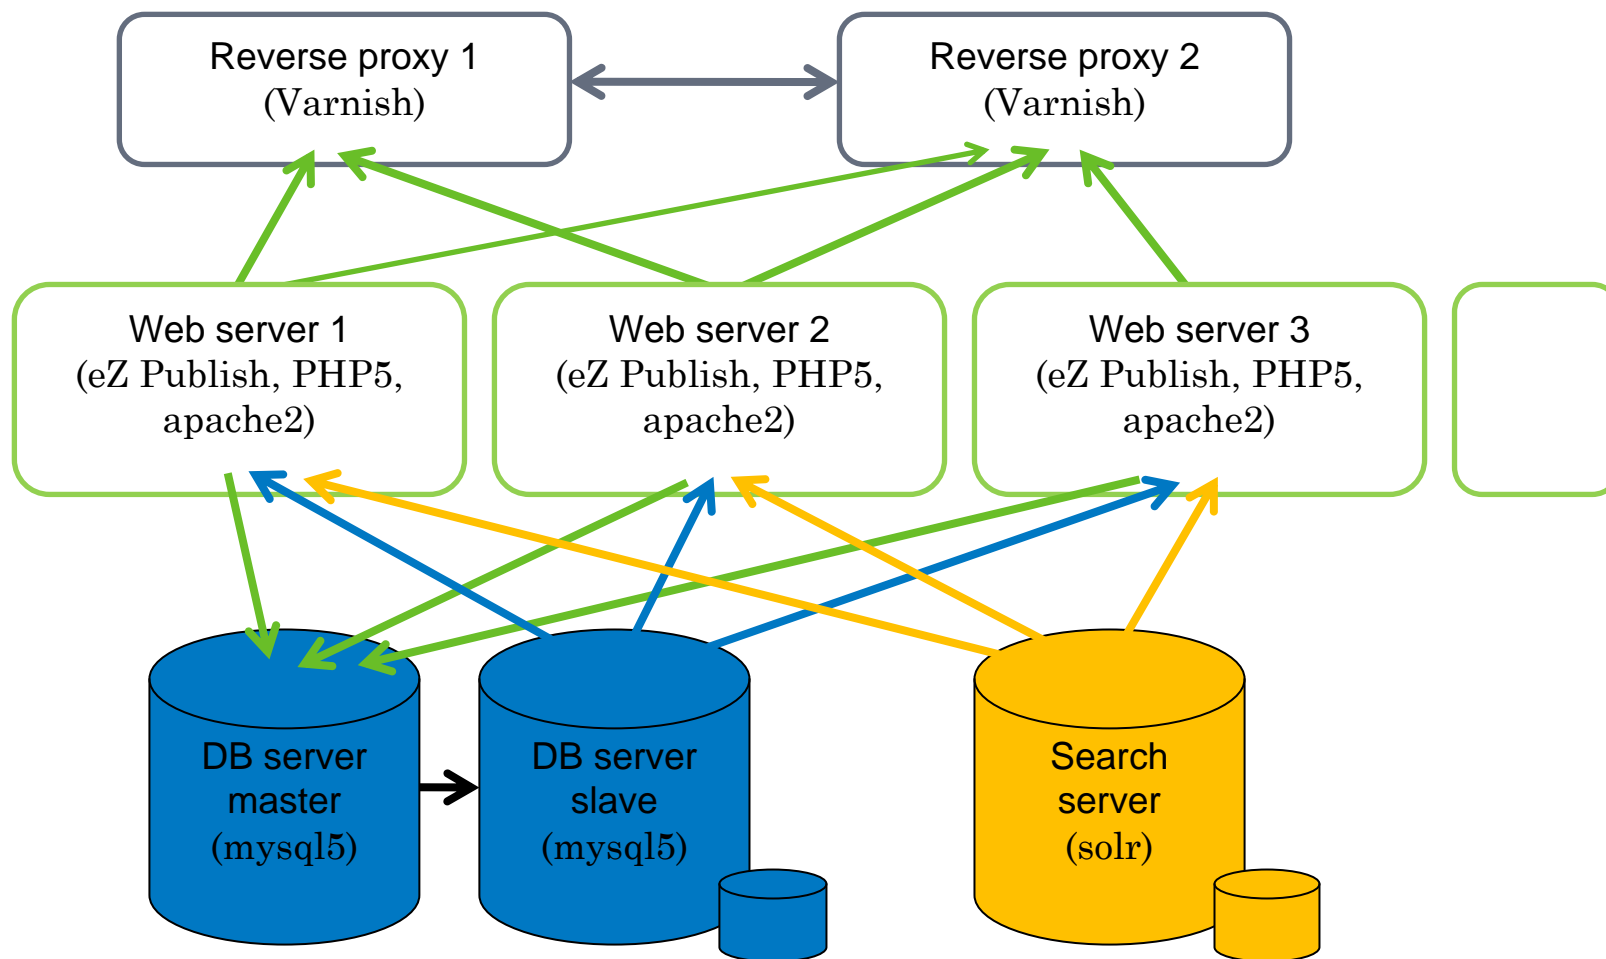 Reverse proxy 1
(Varnish)
Reverse proxy 2
(Varnish)
Web server 1
(eZ Publish, PHP5,
apache2)
Web server 2
(eZ Publish, PHP5,
apache2)
Web server 3
(eZ Publish, PHP5,
apache2)
DB server
master
(mysql5)
DB server
slave
(mysql5)
Search
server
(solr)